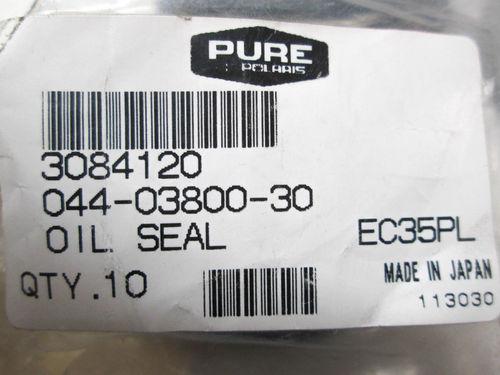 PURE
POLARIS
3084120
044-03800-30
OIL SEAL
EC35PL
QTY.10
MADE IN JAPAN
113030